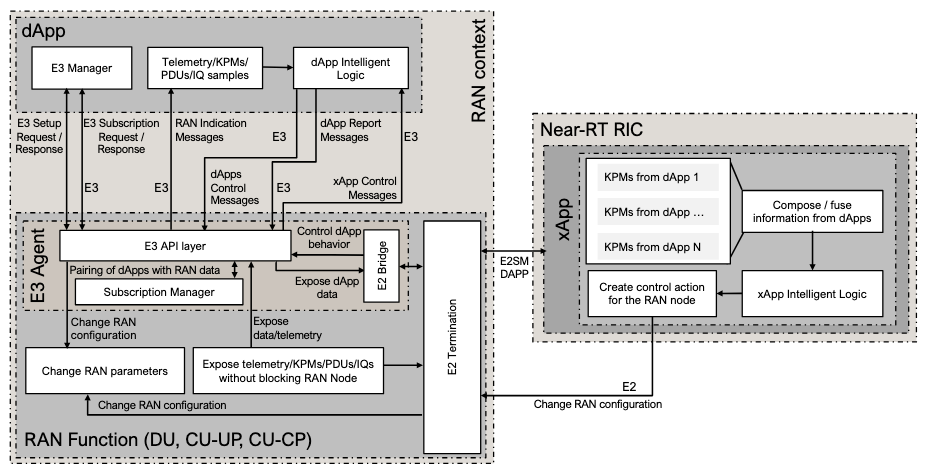 dApp
E3 Manager
Telemetry/KPMs/
PDUs/IQ samples
dApp Intelligent
Logic
RAN context
E3 Setup
Request /
Response
E3 Subscription
Request /
Response
RAN Indication
Messages
E3
dApp Report
Messages
E3
E3
E3
dApps
Control
Messages
E3
xApp Control
Messages
E3 Agent
E3 API layer
Control dApp
behavior
Pairing of dApps with RAN data
Expose dApp
data
E2 Bridge
Subscription Manager
Change RAN
configuration
Expose
data/telemetry
Change RAN parameters
Expose telemetry/KPMs/PDUs/IQs
without blocking RAN Node
Change RAN configuration
E2 Termination
RAN Function (DU, CU-UP, CU-CP)
E2SM
DAPP
Near-RT RIC
xApp
KPMs from dApp 1
KPMs from dApp ...
KPMs from dApp N
Compose / fuse
information from dApps
Create control action
for the RAN node
xApp Intelligent Logic
E2
Change RAN configuration